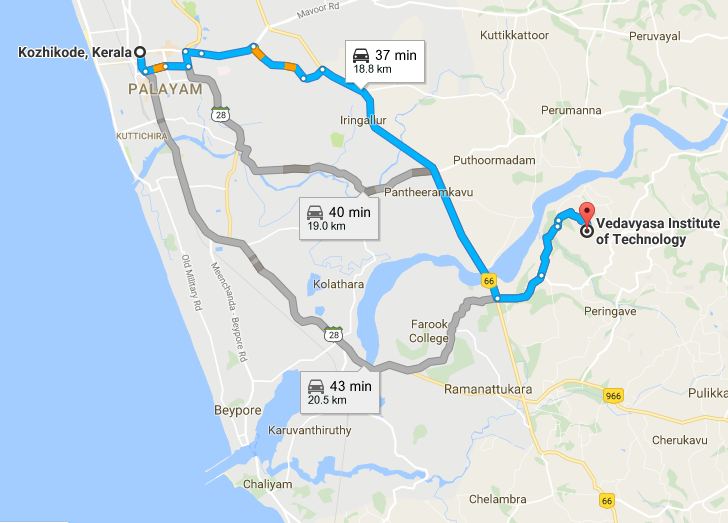 Mavoor Rd
Kuttikkattoor
Peruvayal
Kozhikode, Kerala
37 min
18.8 km
PALAYAM
28
Iringallur
Perumanna
KUTTICHIRA
Puthoormadam
Pantheeramkavu
40 min
19.0 km
Vedavyasa Institute
of Technology
Old Military Rd
Meenchanda - Beypore Rd
Kolathara
66
Peringave
28
Farook
College
43 min
20.5 km
Ramanattukara
966
Pulikka
Beypore
Karuvanthiruthy
Cherukavu
Chaliyam
Chelambra
66